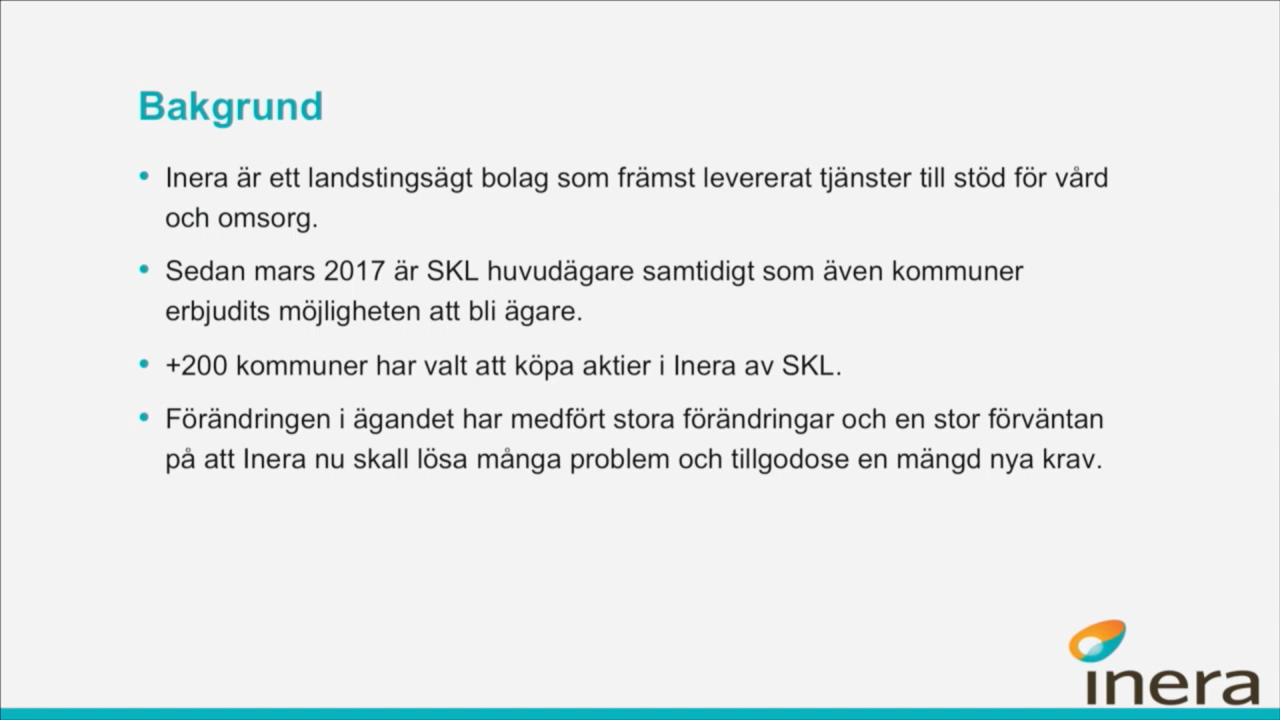 Bakgrund
• Inera är ett landstingsägt bolag som främst levererat tjänster till stöd för vård
och omsorg.
• Sedan mars 2017 är SKL huvudägare samtidigt som även kommuner
erbjudits möjligheten att bli ägare.
• +200 kommuner har valt att köpa aktier i Inera av SKL.
• Förändringen i ägandet har medfört stora förändringar och en stor förväntan
på att Inera nu skall lösa många problem och tillgodose en mängd nya krav.
inera